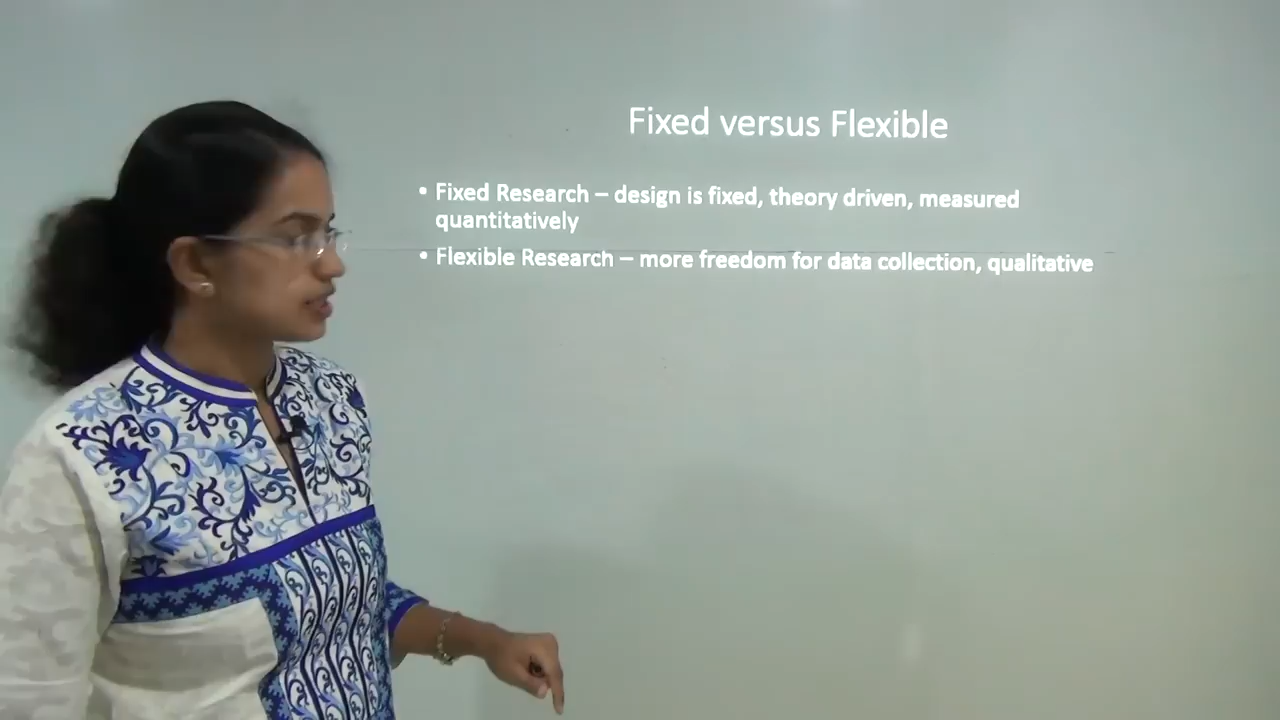 Fixed versus Flexible
• Fixed Research – design is fixed, theory driven, measured
quantitatively
• Flexible Research – more freedom for data collection, qualitative